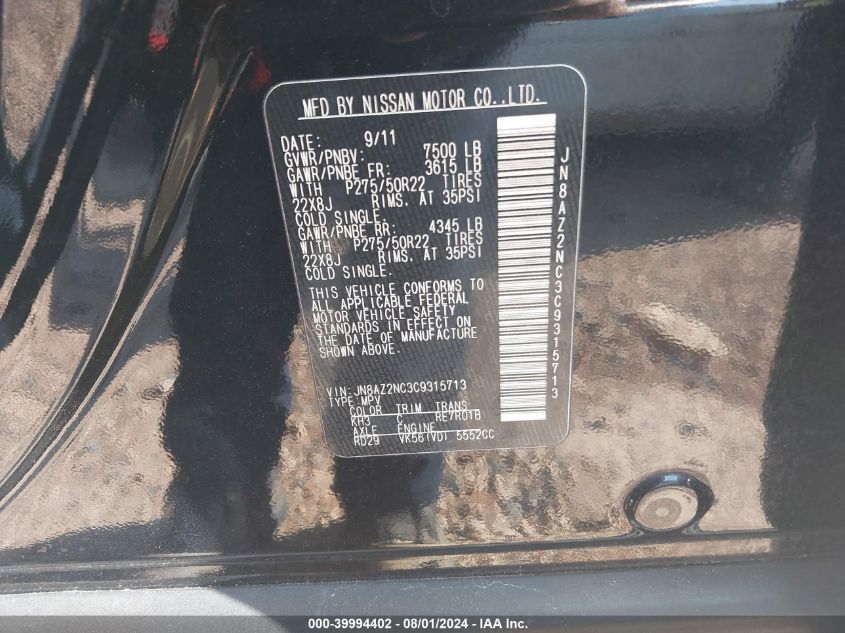 MFD BY NISSAN MOTOR CO.,LTD.
DATE: 9/11
GVWR/PNBV: 7500 LB
GAWR/PNBE FR: 3615 LB
WITH P275/50R22 TIRES
22X8J RIMS. AT 35PSI
COLD SINGLE.
GAWR/PNBE RR: 4345 LB
WITH P275/50R22 TIRES
22X8J RIMS. AT 35PSI
COLD SINGLE.
THIS VEHICLE CONFORMS TO
ALL APPLICABLE FEDERAL
MOTOR VEHICLE SAFETY
STANDARDS IN EFFECT ON
THE DATE OF MANUFACTURE
SHOWN ABOVE.
VIN: JN8AZ2NC3C9315713
TYPE: MPV
COLOR TRIM TRANS
KH3 C RE7R01B
AXLE ENGINE
RD29 VK56(VD) 5552CC
JN8AZ2NC3C9315713
000-39994402 - 08/01/2024 - IAA Inc.